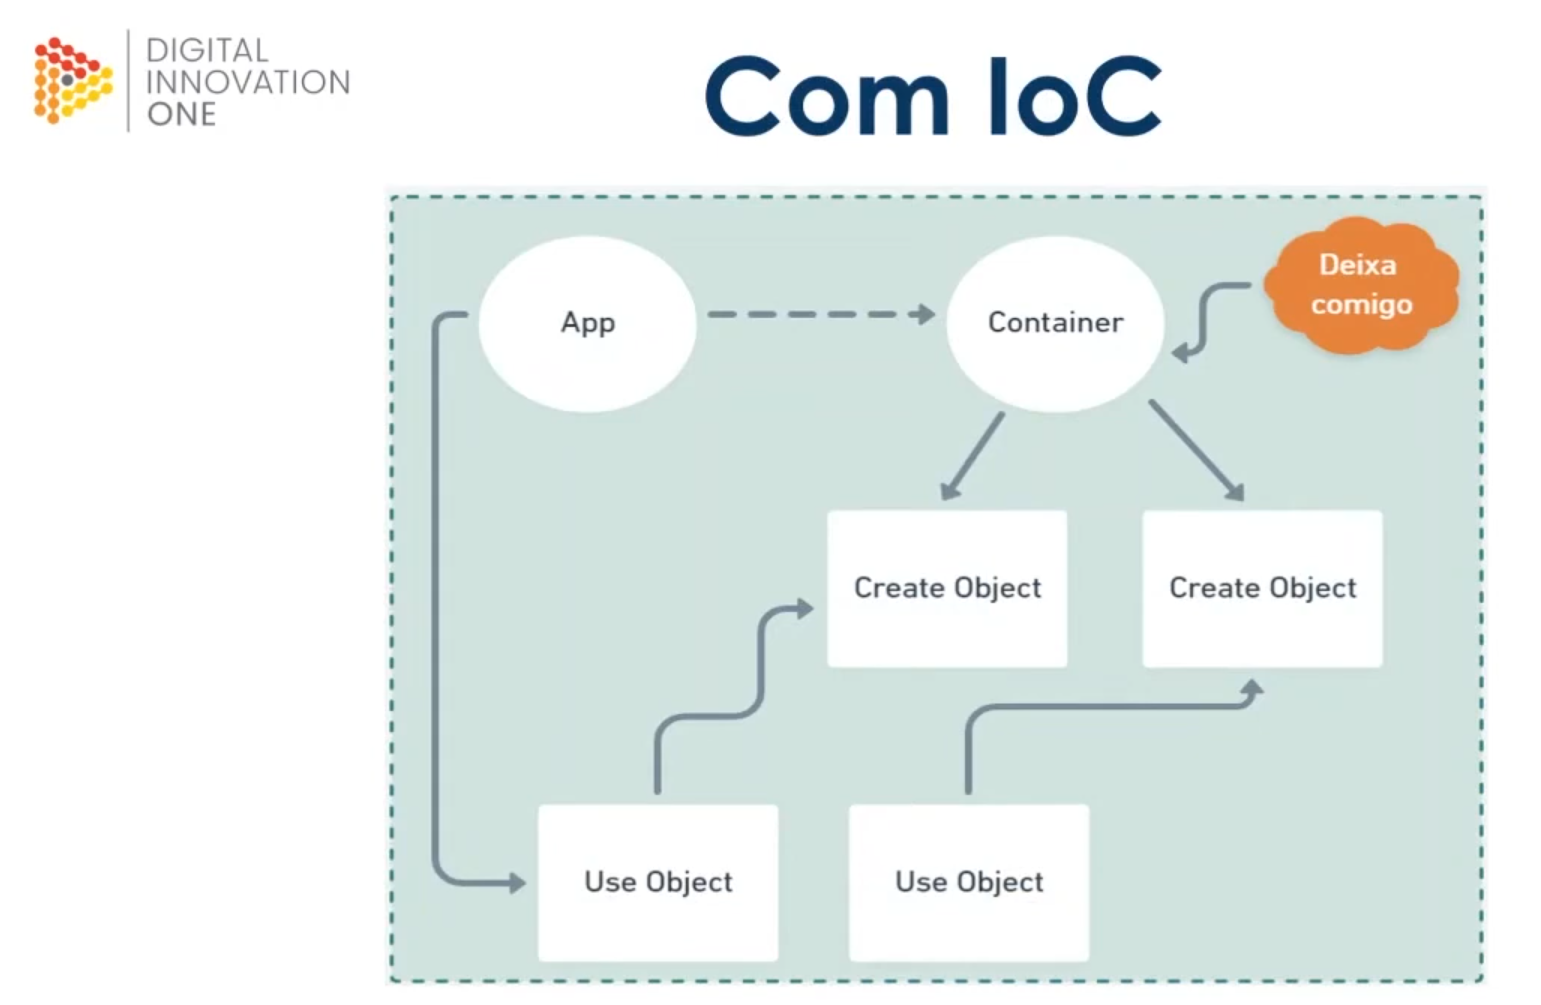 DIGITAL
INNOVATION
ONE
Com IoC
App
Container
Deixa
comigo
Create Object
Create Object
Use Object
Use Object